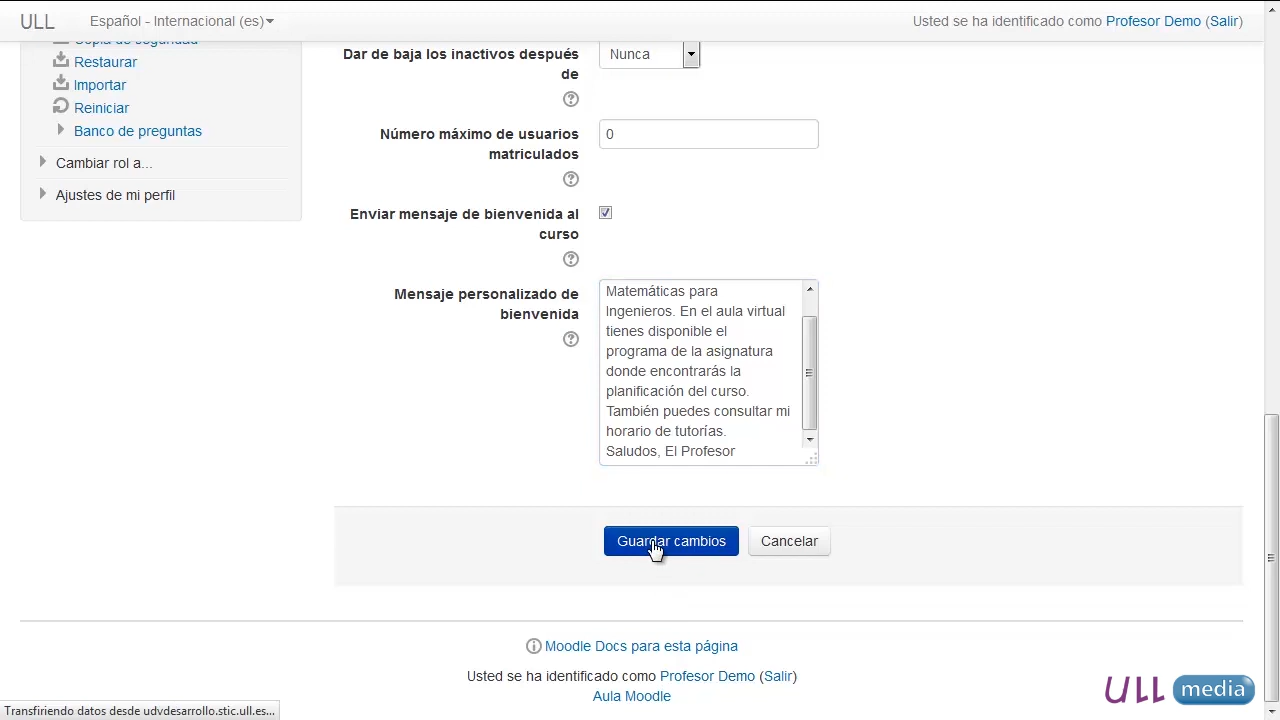 ULL
Español - Internacional (es)
Usted se ha identificado como Profesor Demo (Salir)
Copia de seguridad
Restaurar
Importar
Reiniciar
Banco de preguntas
Cambiar rol a...
Ajustes de mi perfil
Dar de baja los inactivos después
de
Nunca
Número máximo de usuarios
matriculados
0
Enviar mensaje de bienvenida al
curso
Mensaje personalizado de
bienvenida
Matemáticas para
Ingenieros. En el aula virtual
tienes disponible el
programa de la asignatura
donde encontrarás la
planificación del curso.
También puedes consultar mi
horario de tutorías.
Saludos, El Profesor
Guardar cambios
Cancelar
Moodle Docs para esta página
Usted se ha identificado como Profesor Demo (Salir)
Aula Moodle
ULL media
Transfiriendo datos desde udvdesarrollo.stic.ull.es...